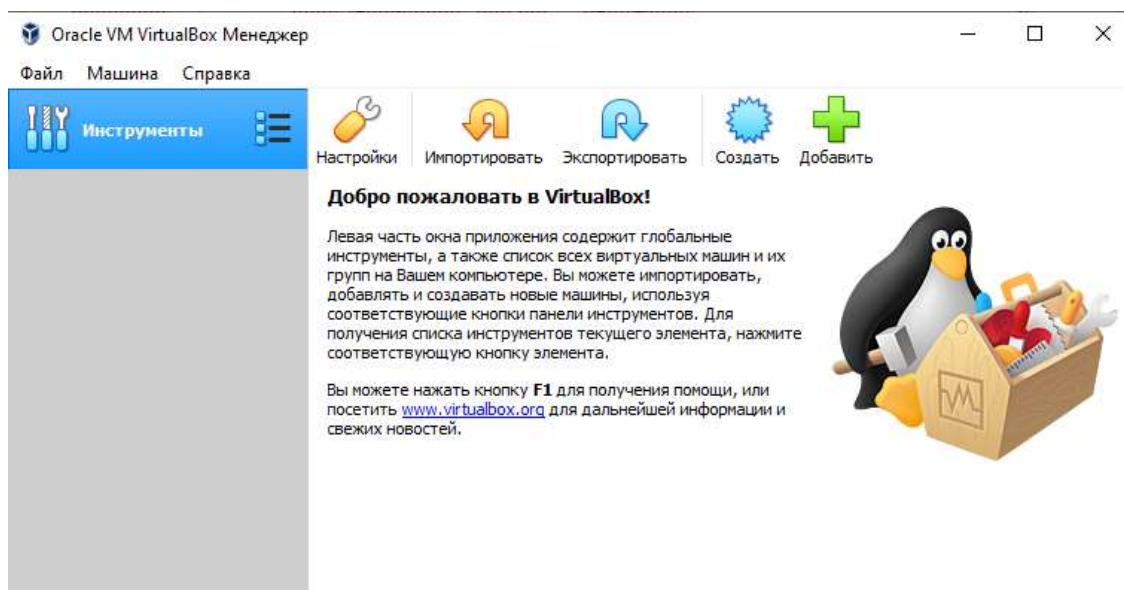 Oracle VM VirtualBox Менеджер
Файл Машина Справка
Инструменты
Настройки Импортировать Экспортировать Создать Добавить
Добро пожаловать в VirtualBox!
Левая часть окна приложения содержит глобальные
инструменты, а также список всех виртуальных машин и их
групп на Вашем компьютере. Вы можете импортировать,
добавлять и создавать новые машины, используя
соответствующие кнопки панели инструментов. Для
получения списка инструментов текущего элемента, нажмите
соответствующую кнопку элемента.
Вы можете нажать кнопку F1 для получения помощи, или
посетить www.virtualbox.org для дальнейшей информации и
свежих новостей.